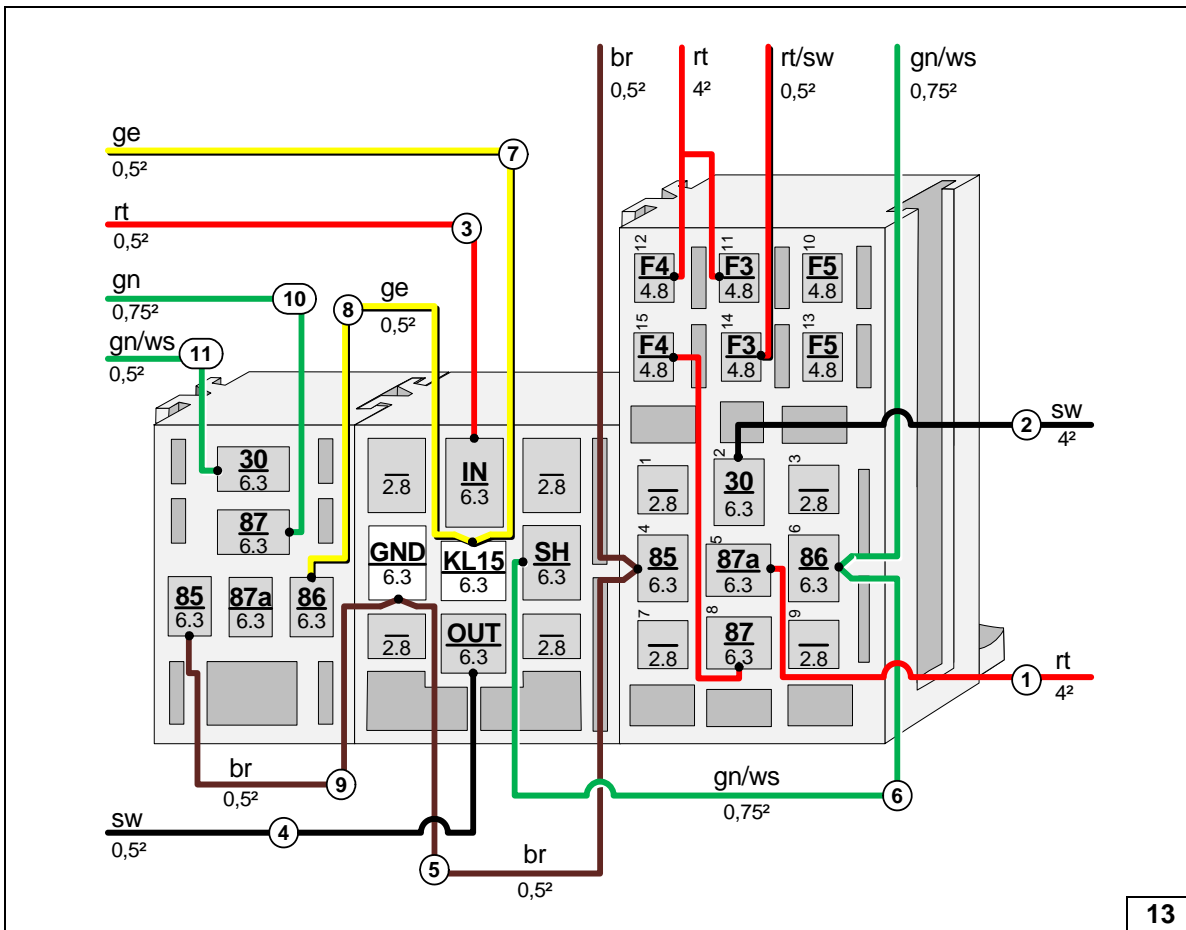 br
0,5²
rt
4²
rt/sw
0,5²
gn/ws
0,75²
ge
0,5²
7
rt
0,5²
3
gn
0,75²
10
8
ge
0,5²
gn/ws
0,5²
11
12
F4
4.8
11
F3
4.8
10
F5
4.8
15
F4
4.8
14
F3
4.8
13
F5
4.8
2
sw
4²
30
6.3
87
6.3
85
6.3
87a
6.3
86
6.3
2.8
IN
6.3
2.8
GND
6.3
KL15
6.3
SH
6.3
2.8
OUT
6.3
2.8
1
2.8
2
30
6.3
3
2.8
4
85
6.3
5
87a
6.3
6
86
6.3
7
2.8
8
87
6.3
9
2.8
1
rt
4²
br
0,5²
9
gn/ws
0,75²
6
sw
0,5²
4
5
br
0,5²
13